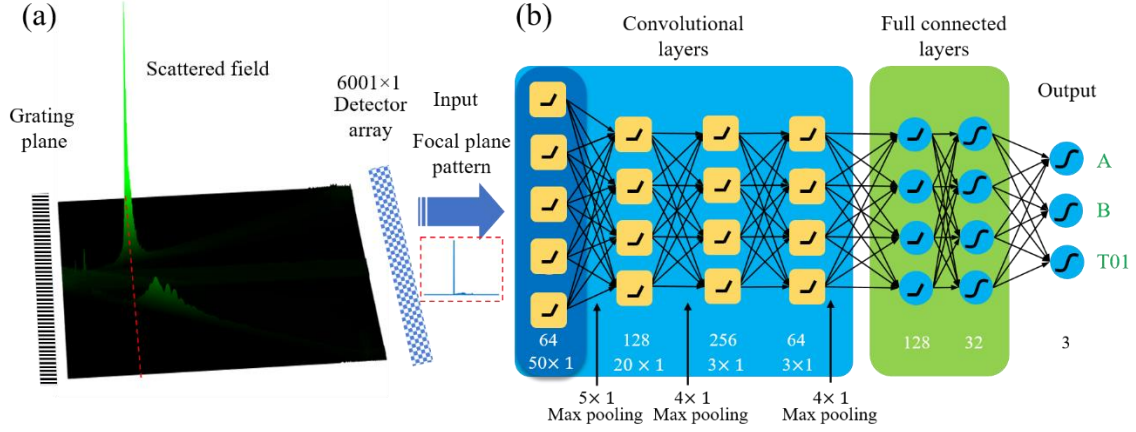 (a)
Scattered field
Grating
plane
6001×1
Detector
array
Input
Focal plane
pattern
(b)
Convolutional
layers
Full connected
layers
Output
A
B
T01
64
50× 1
128
20 × 1
256
3× 1
64
3×1
128
32
3
5× 1
Max pooling
4× 1
Max pooling
4× 1
Max pooling